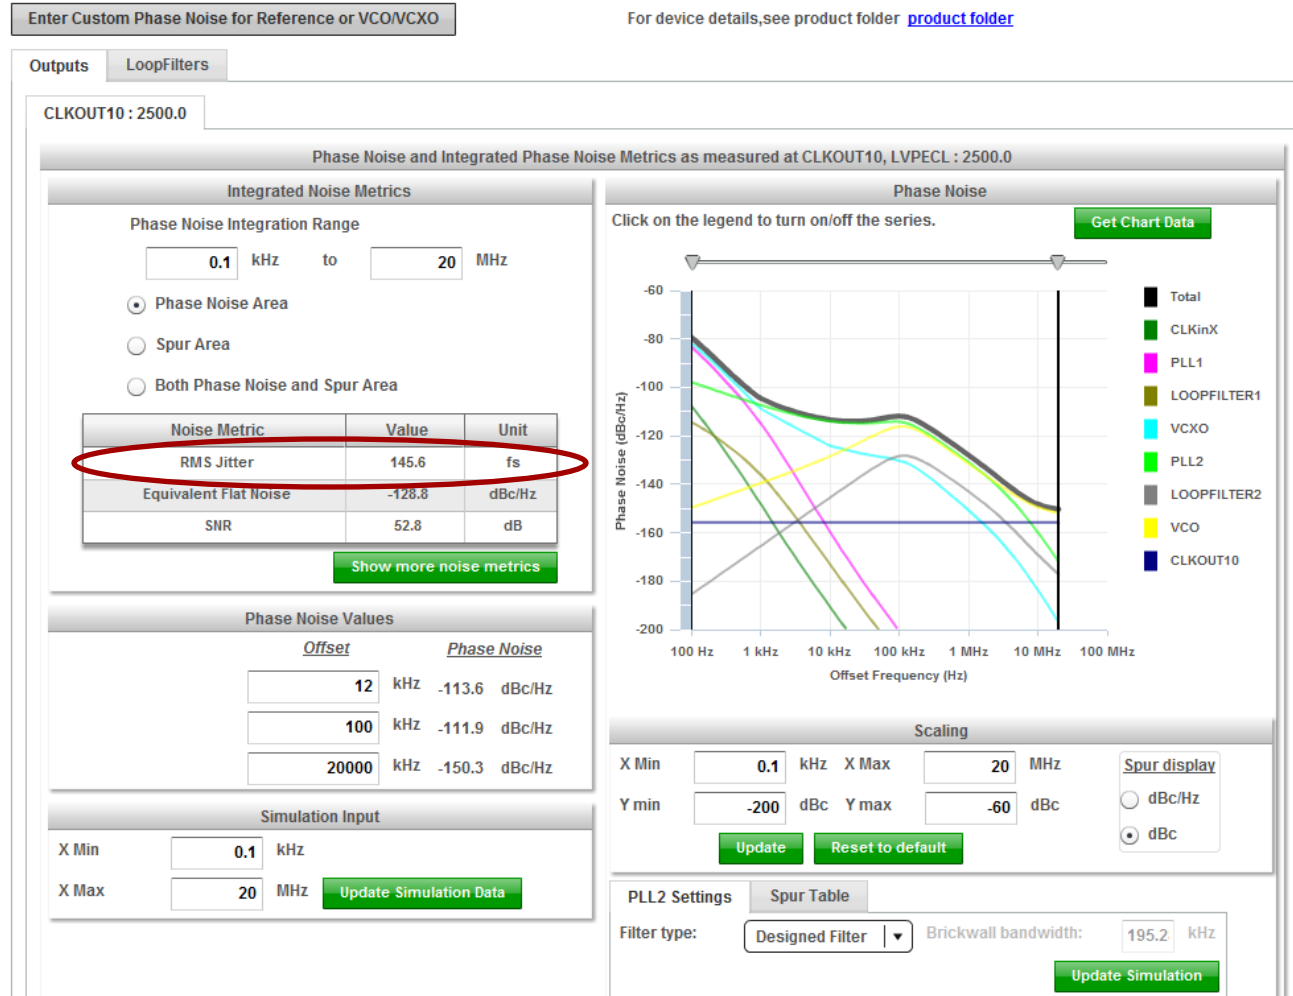 Enter Custom Phase Noise for Reference or VCO/VCXO
For device details,see product folder product folder
Outputs LoopFilters
CLKOUT10 : 2500.0
Phase Noise and Integrated Phase Noise Metrics as measured at CLKOUT10, LVPECL : 2500.0
Integrated Noise Metrics
Phase Noise Integration Range
0.1 kHz to 20 MHz
Phase Noise Area
Spur Area
Both Phase Noise and Spur Area
Noise Metric Value Unit
RMS Jitter 145.6 fs
Equivalent Flat Noise -128.8 dBc/Hz
SNR 52.8 dB
Show more noise metrics
Phase Noise Values
Offset Phase Noise
12 kHz -113.6 dBc/Hz
100 kHz -111.9 dBc/Hz
20000 kHz -150.3 dBc/Hz
Simulation Input
X Min 0.1 kHz
X Max 20 MHz Update Simulation Data
Phase Noise
Click on the legend to turn on/off the series.
Get Chart Data
-60
-80
-100
-120
-140
-160
-180
-200
Phase Noise (dBc/Hz)
100 Hz 1 kHz 10 kHz 100 kHz 1 MHz 10 MHz 100 MHz
Offset Frequency (Hz)
Total
CLKinX
PLL1
LOOPFILTER1
VCXO
PLL2
LOOPFILTER2
VCO
CLKOUT10
Scaling
X Min 0.1 kHz X Max 20 MHz
Y min -200 dBc Y max -60 dBc
Update Reset to default
Spur display
dBc/Hz
dBc
PLL2 Settings Spur Table
Filter type: Designed Filter Brickwall bandwidth: 195.2 kHz
Update Simulation